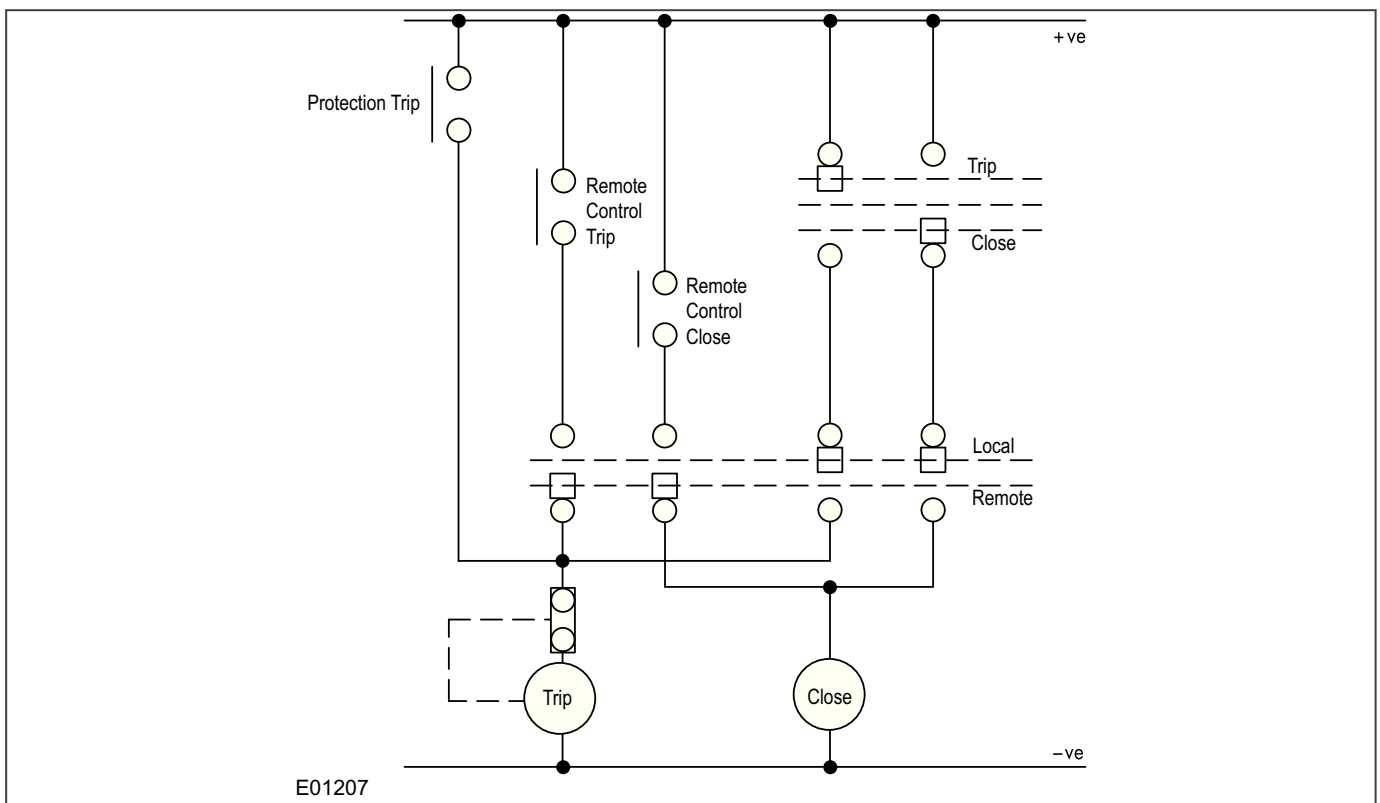 +ve
Protection Trip
Remote
Control
Trip
Remote
Control
Close
Trip
Close
Local
Remote
Trip
Close
−ve
E01207